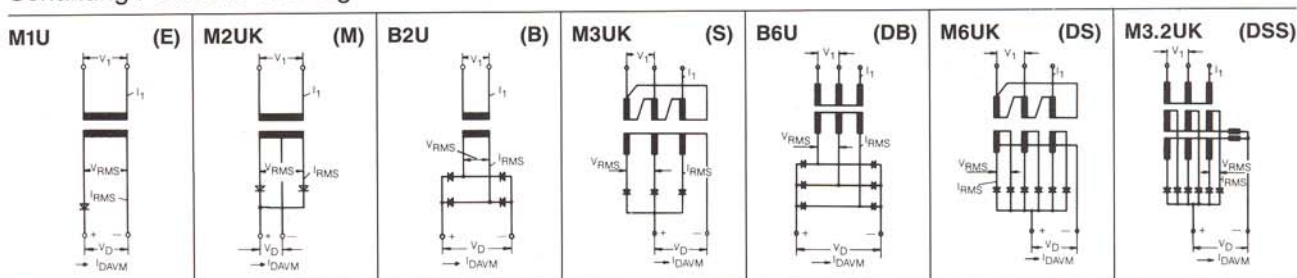 M1U (E) M2UK (M) B2U (B) M3UK (S) B6U (DB) M6UK (DS) M3.2UK (DSS)
V1 V1 V1 V1 V1 V1 V1
I1 I1 I1 I1 I1 I1 I1
VRMS VRMS VRMS VRMS VRMS VRMS VRMS
IRMS IRMS IRMS IRMS IRMS IRMS IRMS
+ − + − + − + − + − + − + −
VD VD VD VD VD VD VD
→ IDAVM → IDAVM → IDAVM → IDAVM → IDAVM → IDAVM → IDAVM